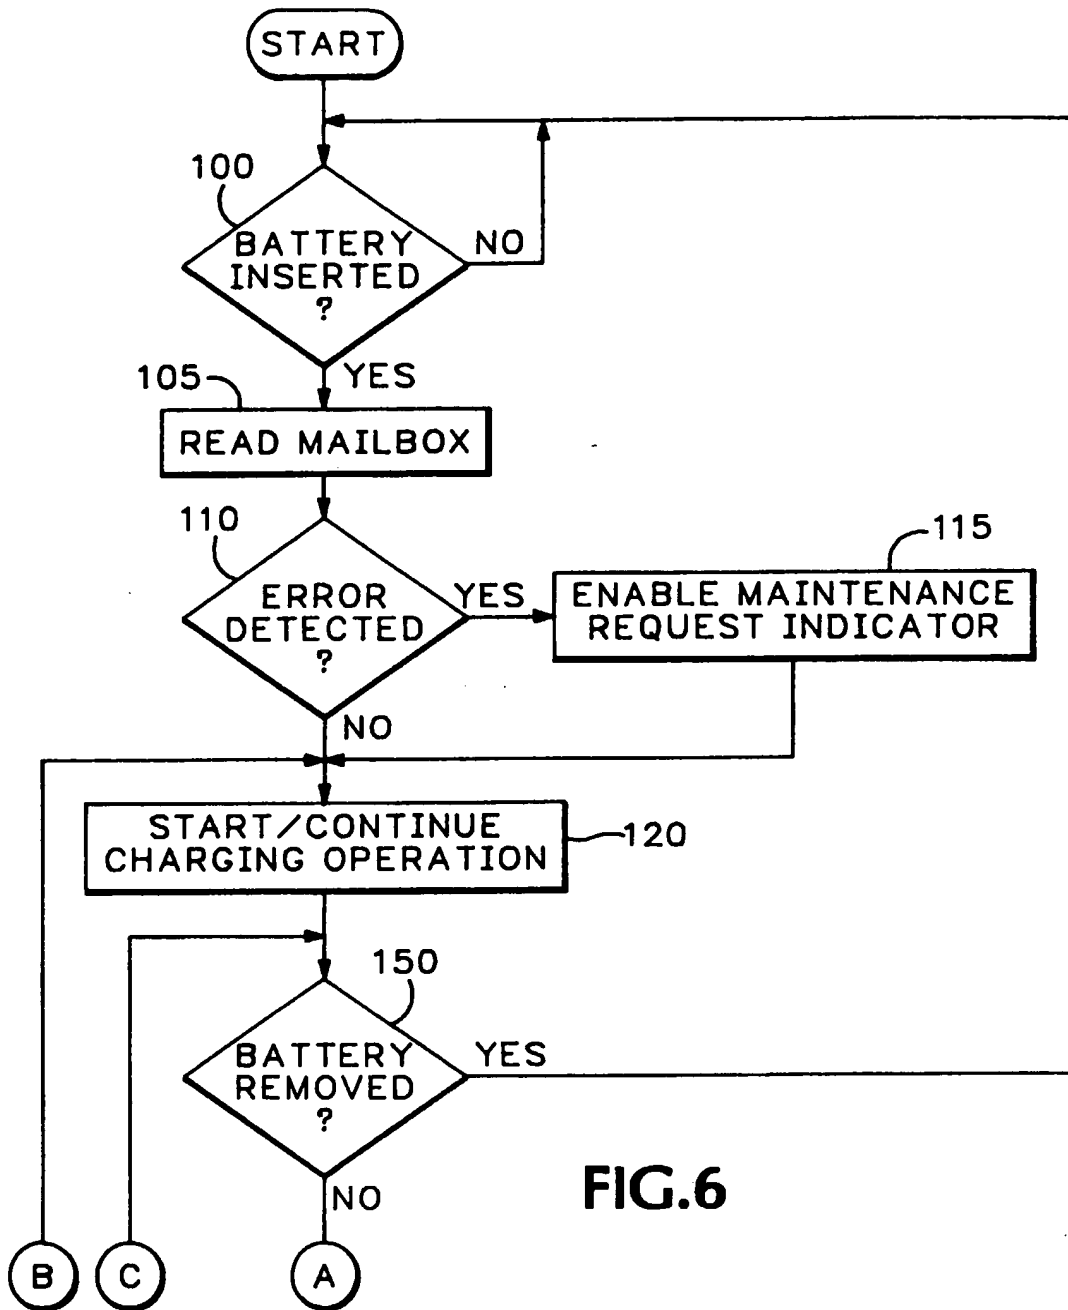 START
100
BATTERY
INSERTED
?
NO
YES
105
READ MAILBOX
110
ERROR
DETECTED
?
YES
115
ENABLE MAINTENANCE
REQUEST INDICATOR
NO
START/CONTINUE
CHARGING OPERATION
120
150
BATTERY
REMOVED
?
YES
NO
FIG.6
B
C
A